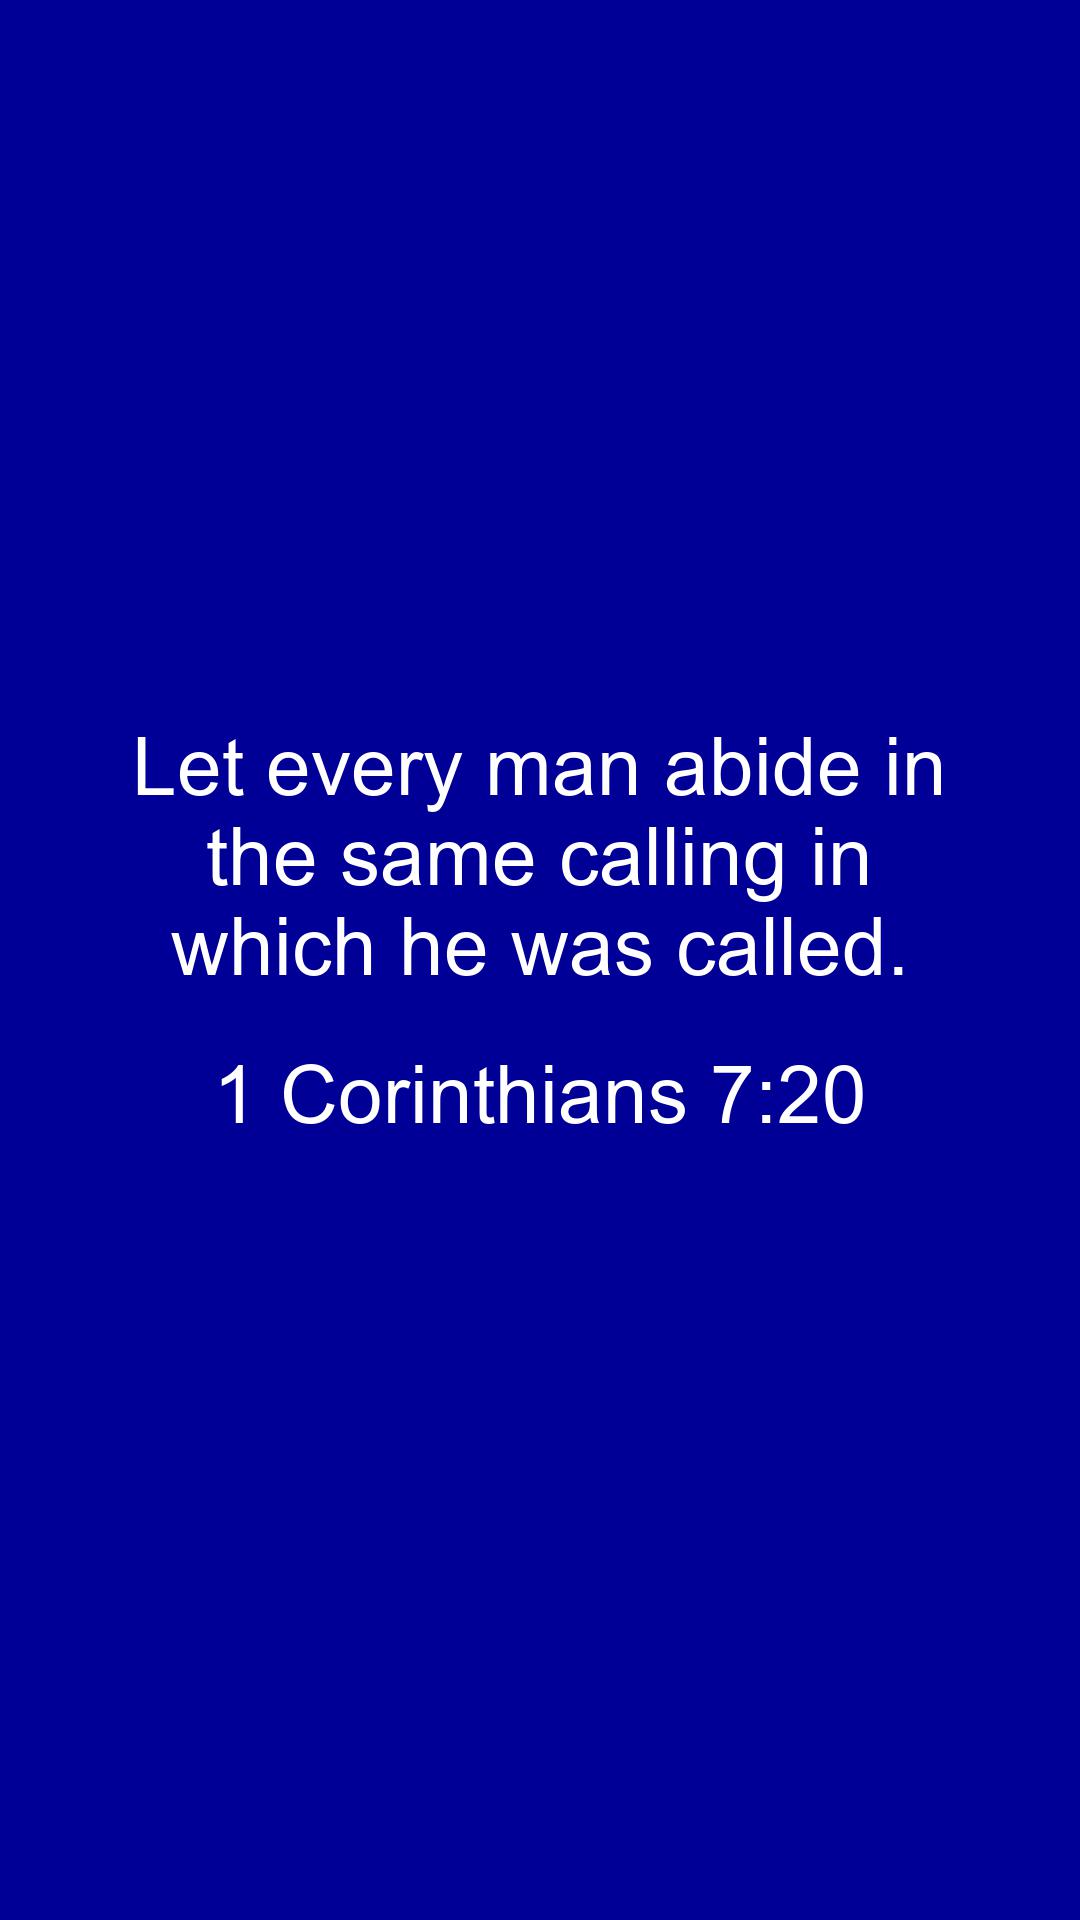 Let every man abide in
the same calling in
which he was called.
1 Corinthians 7:20